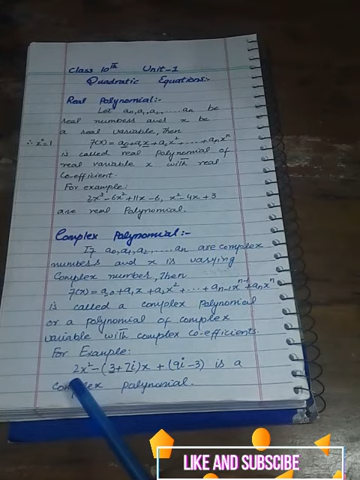 Class 10th Unit-1
Quadratic Equations:-
Real Polynomial:-
Let a₀, a₁, a₂, ..... aₙ be
real numbers and x be
a real variable, Then
∴ x⁰=1 f(x) = a₀+a₁x+a₂x²+.....+aₙxⁿ
is called real Polynomial of
real variable x with real
Co-efficient.
For example:
2x³-6x²+11x-6, x²-4x+3
are real Polynomial.
Complex Polynomial:-
If a₀, a₁, a₂, ..... aₙ are complex
numbers and x is varying
Complex number, Then
f(x) = a₀+a₁x+a₂x²+.....+aₙ₋₁xⁿ⁻¹+aₙxⁿ
is called a complex Polynomial
or a polynomial of complex
variable with complex co-efficients.
For Example:
2x²-(3+7i)x+(9i-3) is a
Complex polynomial.
LIKE AND SUBSCIBE